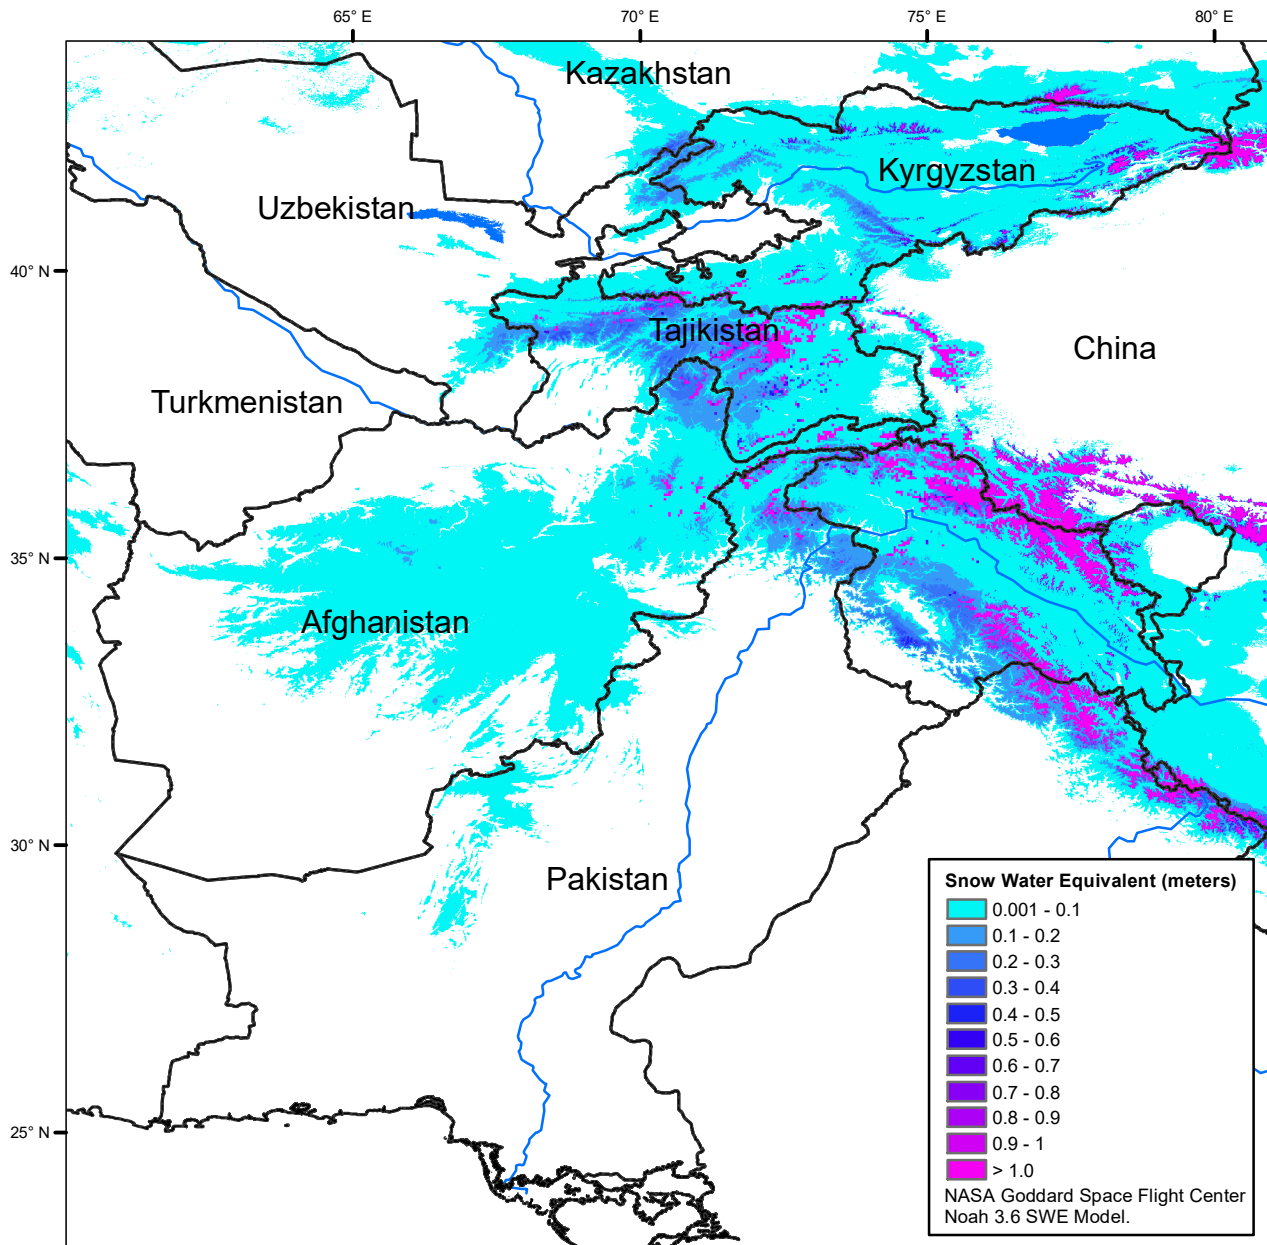 65° E
70° E
75° E
80° E
Kazakhstan
Kyrgyzstan
Uzbekistan
40° N
Tajikistan
China
Turkmenistan
35° N
Afghanistan
30° N
Pakistan
25° N
Snow Water Equivalent (meters)
0.001 - 0.1
0.1 - 0.2
0.2 - 0.3
0.3 - 0.4
0.4 - 0.5
0.5 - 0.6
0.6 - 0.7
0.7 - 0.8
0.8 - 0.9
0.9 - 1
> 1.0
NASA Goddard Space Flight Center
Noah 3.6 SWE Model.